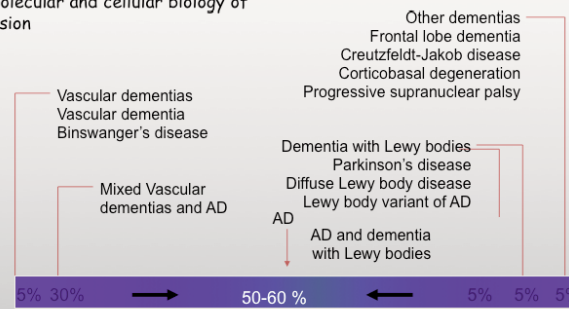 olecular and cellular biology of
sion
Other dementias
Frontal lobe dementia
Creutzfeldt-Jakob disease
Corticobasal degeneration
Progressive supranuclear palsy
Vascular dementias
Vascular dementia
Binswanger's disease
Dementia with Lewy bodies
Parkinson's disease
Diffuse Lewy body disease
Lewy body variant of AD
Mixed Vascular
dementias and AD
AD
AD and dementia
with Lewy bodies
5% 30% 50-60 % 5% 5% 5